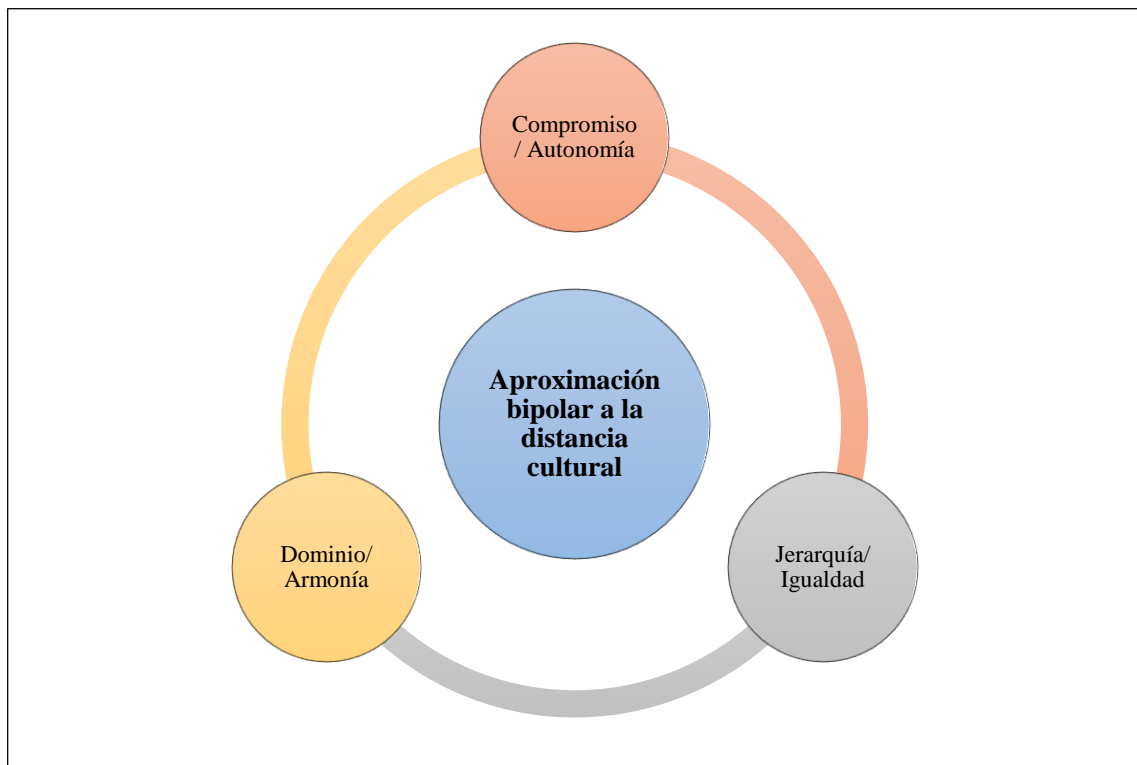 Compromiso
/ Autonomía
Aproximación
bipolar a la
distancia
cultural
Dominio/
Armonía
Jerarquía/
Igualdad